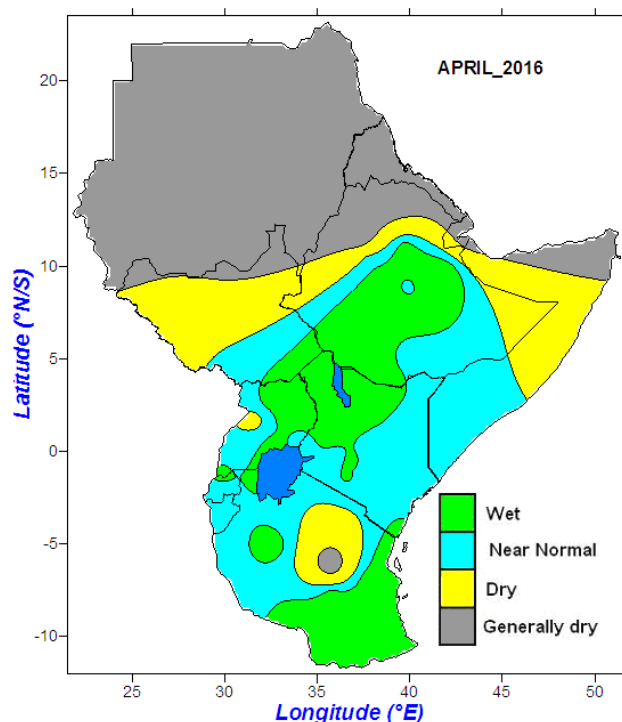 APRIL_2016
20
15
10
5
0
-5
-10
Latitude (°N/S)
Wet
Near Normal
Dry
Generally dry
25 30 35 40 45 50
Longitude (°E)